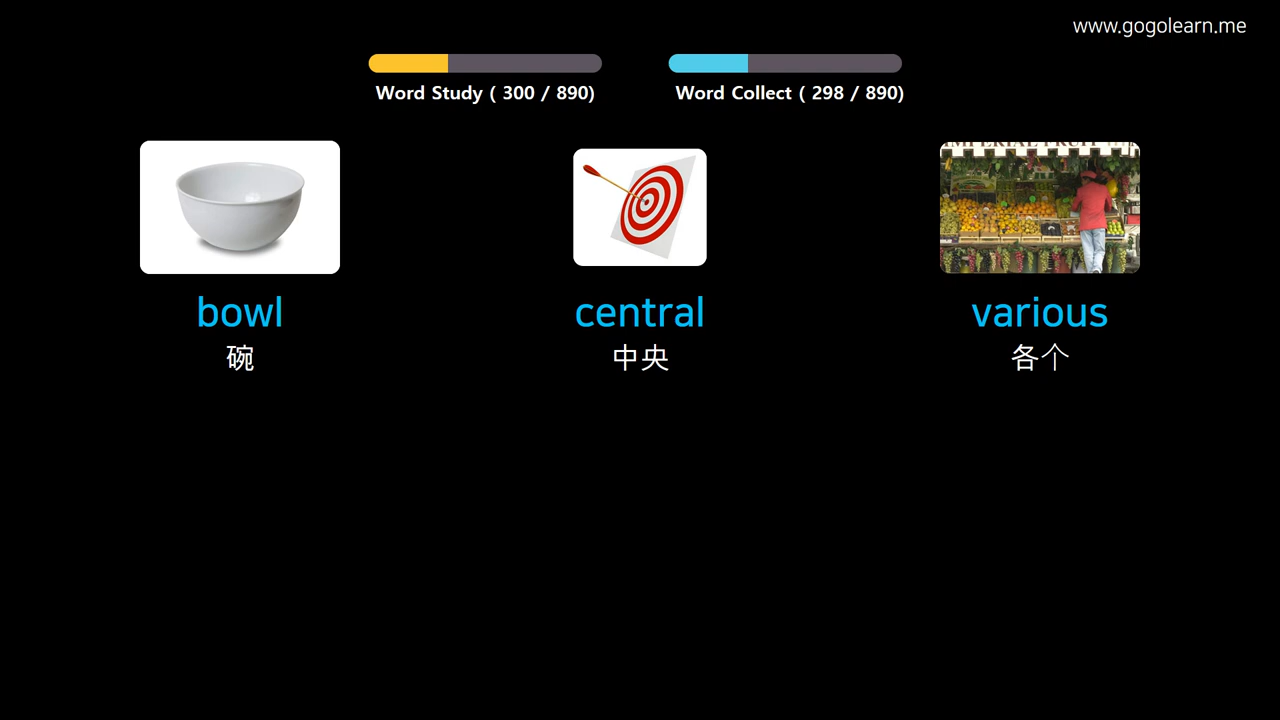 www.gogolearn.me
Word Study ( 300 / 890)
Word Collect ( 298 / 890)
bowl
central
various
碗
中央
各个